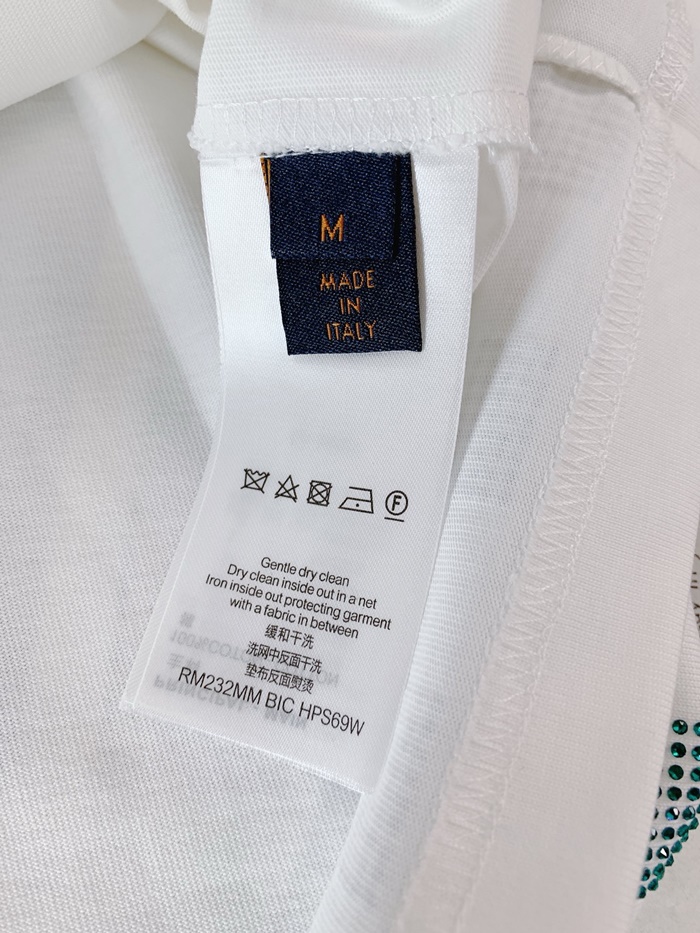 M
MADE
IN
ITALY
F
Gentle dry clean
Dry clean inside out in a net
Iron inside out protecting garment
with a fabric in between
缓和干洗
洗网中反面干洗
垫布反面熨烫
RM232MM BIC HPS69W